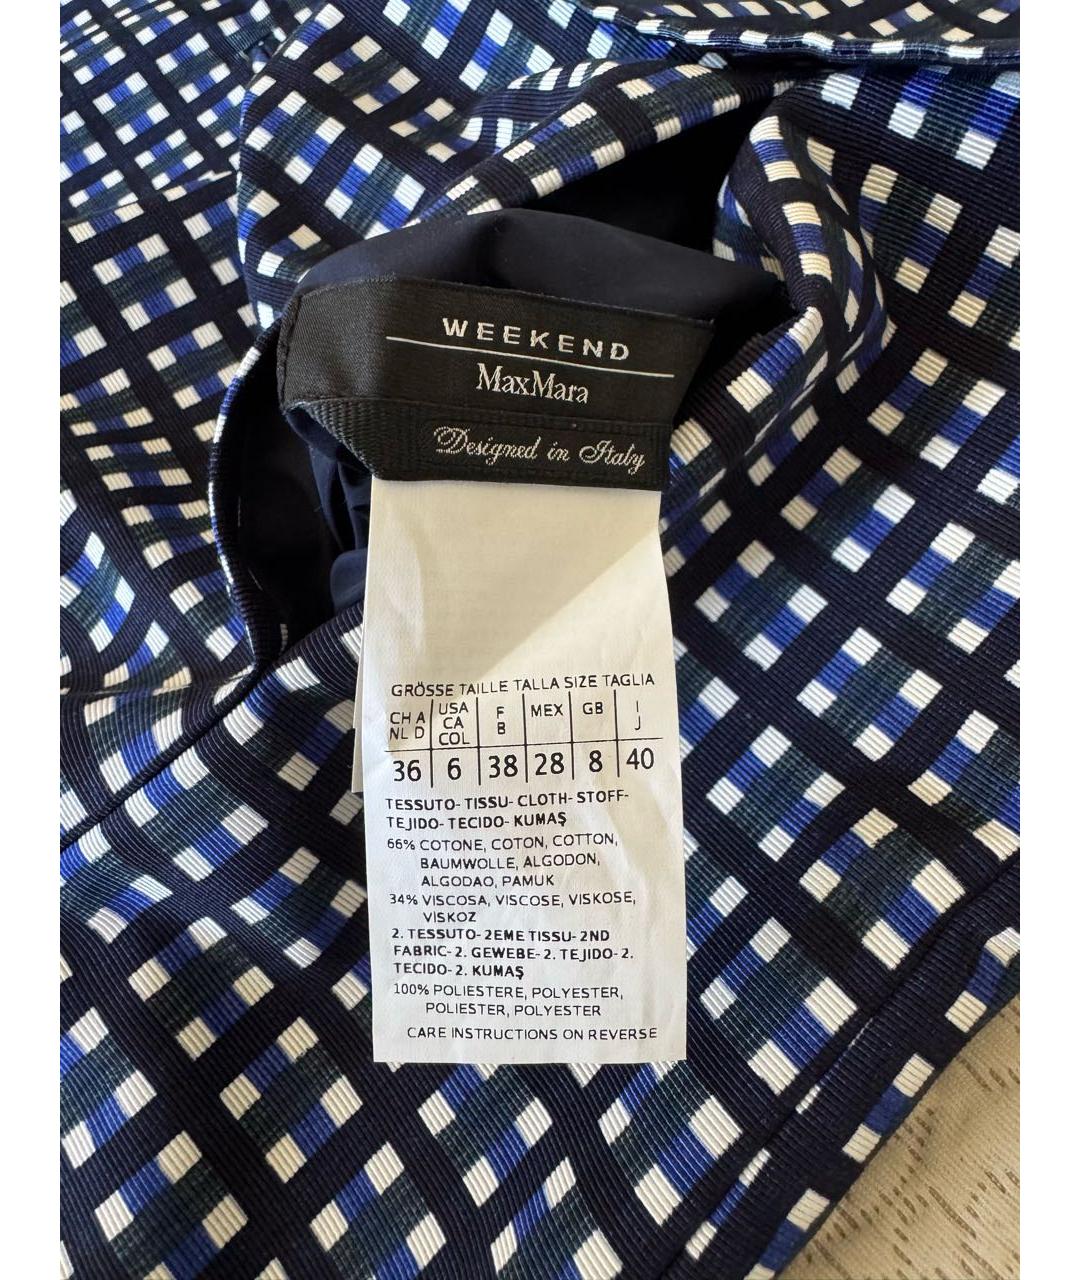 WEEKEND
MaxMara
Designed in Italy
GRÖSSE TAILLE TALLA SIZE TAGLIA
CH A NL D USA CA COL F B MEX GB I J
36 6 38 28 8 40
TESSUTO-TISSU-CLOTH-STOFF-
TEJIDO-TECIDO-KUMAŞ
66% COTONE, COTON, COTTON,
BAUMWOLLE, ALGODON,
ALGODAO, PAMUK
34% VISCOSA, VISCOSE, VISKOSE,
VISKOZ
2. TESSUTO-2EME TISSU-2ND
FABRIC-2. GEWEBE-2. TEJIDO-2.
TECIDO-2. KUMAŞ
100% POLIESTERE, POLYESTER,
POLIESTER, POLYESTER
CARE INSTRUCTIONS ON REVERSE